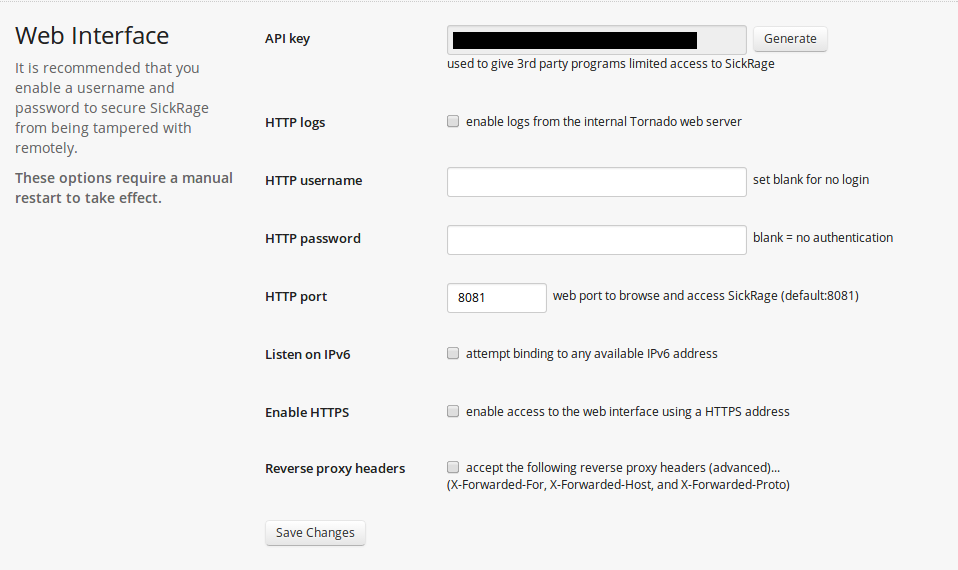 Web Interface
It is recommended that you
enable a username and
password to secure SickRage
from being tampered with
remotely.
These options require a manual
restart to take effect.
API key
Generate
used to give 3rd party programs limited access to SickRage
HTTP logs
enable logs from the internal Tornado web server
HTTP username
set blank for no login
HTTP password
blank = no authentication
HTTP port
8081
web port to browse and access SickRage (default:8081)
Listen on IPv6
attempt binding to any available IPv6 address
Enable HTTPS
enable access to the web interface using a HTTPS address
Reverse proxy headers
accept the following reverse proxy headers (advanced)...
(X-Forwarded-For, X-Forwarded-Host, and X-Forwarded-Proto)
Save Changes